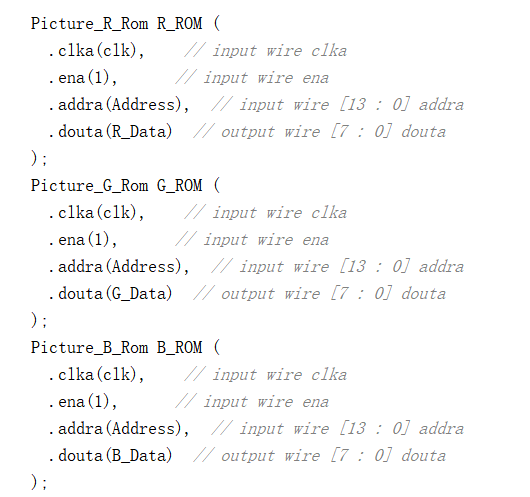 Picture_R_Rom R_ROM (
  .clka(clk),    // input wire clka
  .ena(1),      // input wire ena
  .addra(Address),  // input wire [13 : 0] addra
  .douta(R_Data)  // output wire [7 : 0] douta
);
Picture_G_Rom G_ROM (
  .clka(clk),    // input wire clka
  .ena(1),      // input wire ena
  .addra(Address),  // input wire [13 : 0] addra
  .douta(G_Data)  // output wire [7 : 0] douta
);
Picture_B_Rom B_ROM (
  .clka(clk),    // input wire clka
  .ena(1),      // input wire ena
  .addra(Address),  // input wire [13 : 0] addra
  .douta(B_Data)  // output wire [7 : 0] douta
);